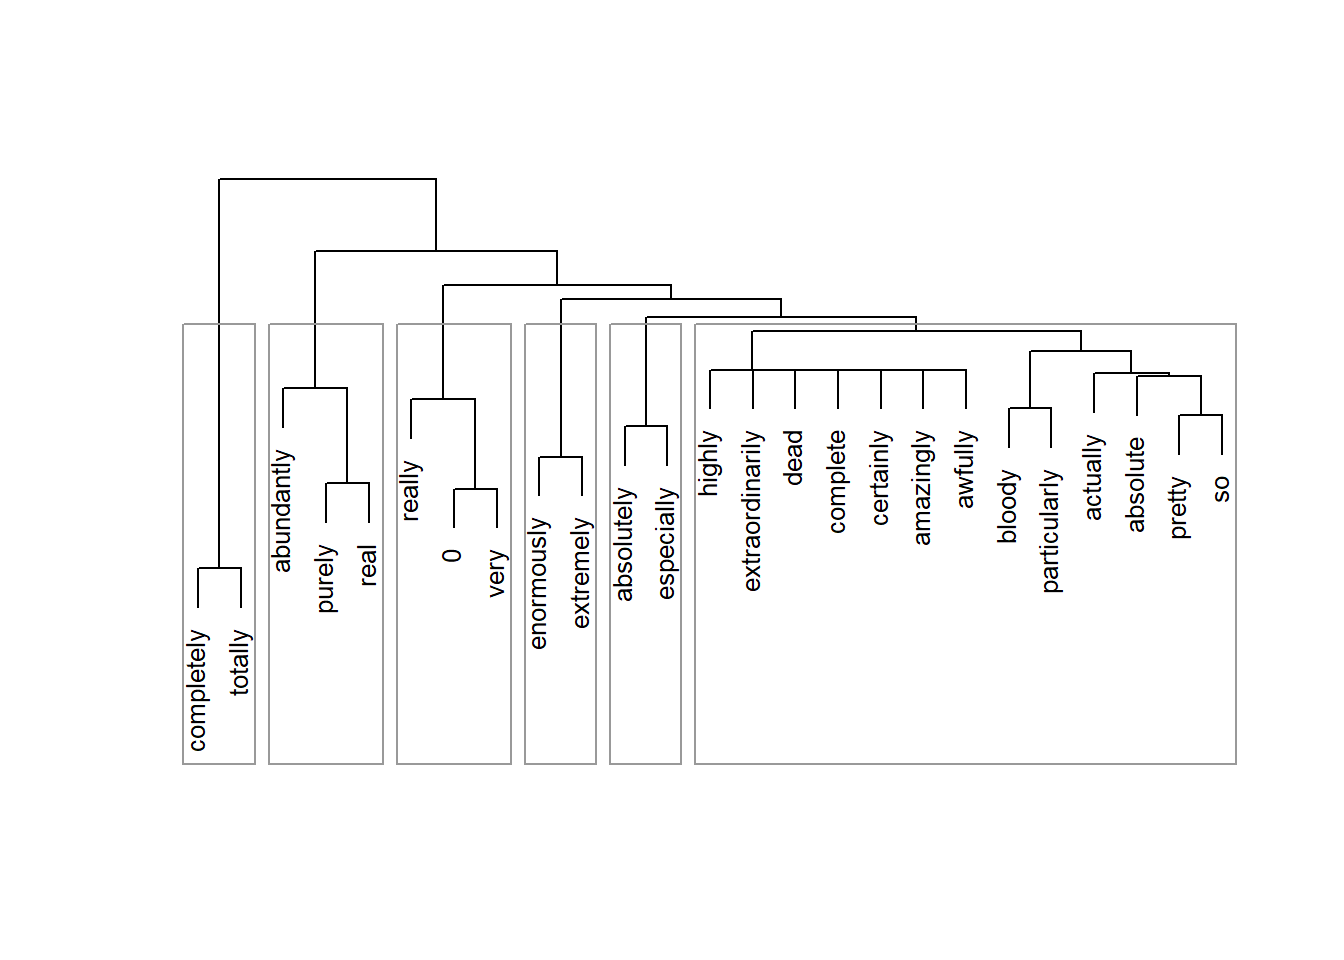 completely
totally
abundantly
purely
real
really
0
very
enormously
extremely
absolutely
especially
highly
extraordinarily
dead
complete
certainly
amazingly
awfully
bloody
particularly
actually
absolute
pretty
so